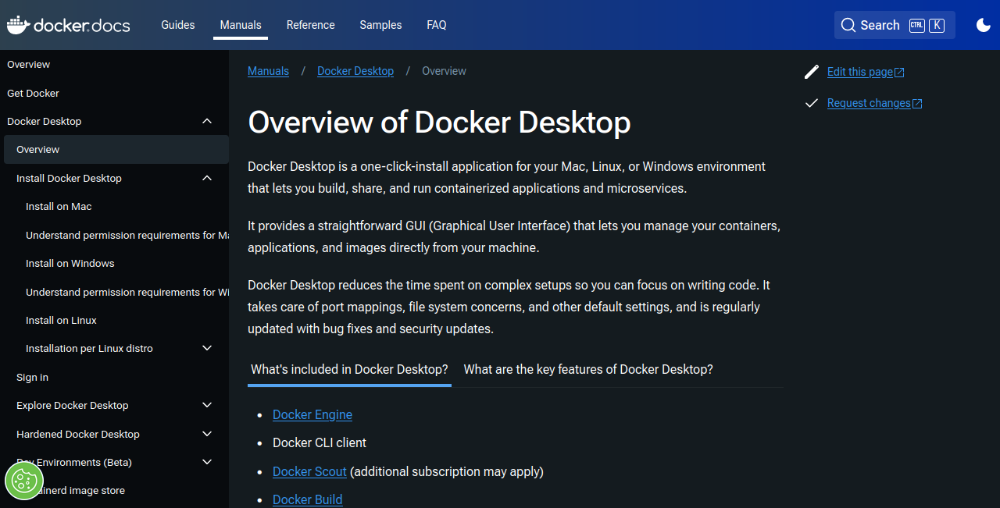 docker docs
Guides
Manuals
Reference
Samples
FAQ
Search CTRL K
Overview
Get Docker
Docker Desktop
Overview
Install Docker Desktop
Install on Mac
Understand permission requirements for
Install on Windows
Understand permission requirements for
Install on Linux
Installation per Linux distro
Sign in
Explore Docker Desktop
Hardened Docker Desktop
Environments (Beta)
image store
Manuals / Docker Desktop / Overview
Overview of Docker Desktop
Docker Desktop is a one-click-install application for your Mac, Linux, or Windows environment
that lets you build, share, and run containerized applications and microservices.
It provides a straightforward GUI (Graphical User Interface) that lets you manage your containers,
applications, and images directly from your machine.
Docker Desktop reduces the time spent on complex setups so you can focus on writing code. It
takes care of port mappings, file system concerns, and other default settings, and is regularly
updated with bug fixes and security updates.
What's included in Docker Desktop?
What are the key features of Docker Desktop?
• Docker Engine
• Docker CLI client
• Docker Scout (additional subscription may apply)
• Docker Build
Edit this page
Request changes